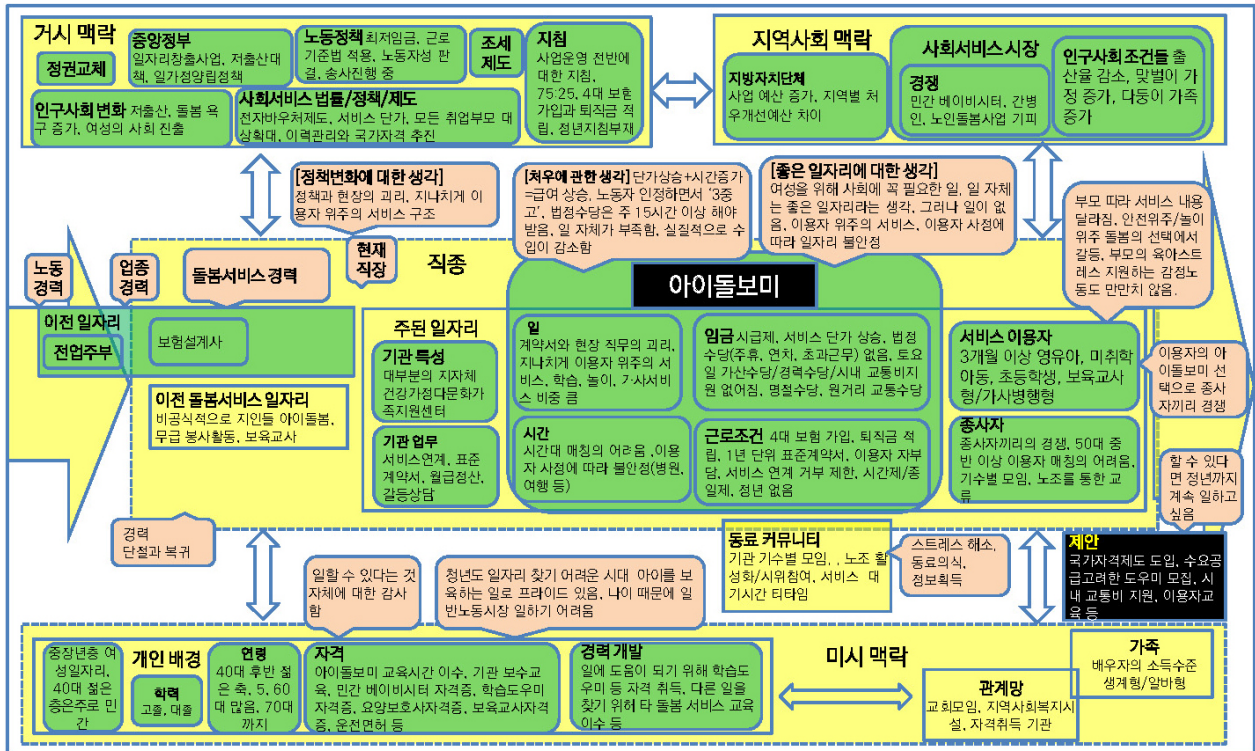 거시 맥락
정권교체
중앙정부
일자리창출사업, 저출산대
책, 일가정양립정책
노동정책 최저임금, 근로
기준법 적용, 노동자성 판
결, 송사진행 중
조세
제도
지침
사업운영 전반에
대한 지침,
75:25, 4대 보험
가입과 퇴직금 적
립, 정년지침부재
인구사회 변화 저출산, 돌봄 욕
구 증가, 여성의 사회 진출
사회서비스 법률/정책/제도
전자바우처제도, 서비스 단가, 모든 취업부모 대
상확대, 이력관리와 국가자격 추진
지역사회 맥락
지방자치단체
사업 예산 증가, 지역별 처
우개선예산 차이
사회서비스 시장
경쟁
민간 베이비시터, 간병
인, 노인돌봄사업 기피
인구사회 조건들 출
산율 감소, 맞벌이 가
정 증가, 다둥이 가족
증가
[정책변화에 대한 생각]
정책과 현장의 괴리, 지나치게 이
용자 위주의 서비스 구조
[처우에 관한 생각] 단가상승+시간증가
=급여 상승, 노동자 인정하면서 '3중
고', 법정수당은 주 15시간 이상 해야
받음, 일 자체가 부족함, 실질적으로 수
입이 감소함
[좋은 일자리에 대한 생각]
여성을 위해 사회에 꼭 필요한 일, 일 자체
는 좋은 일자리라는 생각, 그러나 일이 없
음, 이용자 위주의 서비스, 이용자 사정에
따라 일자리 불안정
부모 따라 서비스 내용
달라짐, 안전위주/놀이
위주 돌봄의 선택에서
갈등, 부모의 육아스트
레스 지원하는 감정노
동도 만만치 않음.
노동
경력
업종
경력
돌봄서비스 경력
현재
직장
직종
아이돌보미
이전 일자리
전업주부
보험설계사
이전 돌봄서비스 일자리
비공식적으로 지인들 아이돌봄,
무급 봉사활동, 보육교사
주된 일자리
기관 특성
대부분의 지자체
건강가정다문화가
족지원센터
기관 업무
서비스연계, 표준
계약서, 월급정산,
갈등상담
일
계약서와 현장 직무의 괴리,
지나치게 이용자 위주의 서
비스, 학습, 놀이, 가사서비
스 비중 큼
임금 시급제, 서비스 단가 상승, 법정
수당(주휴, 연차, 초과근무) 없음, 토요
일 가산수당/경력수당/시내 교통비지
원 없어짐, 명절수당, 원거리 교통수당
시간
시간대 매칭의 어려움 ,이용
자 사정에 따라 불안정(병원,
여행 등)
근로조건 4대 보험 가입, 퇴직금 적
립, 1년 단위 표준계약서, 이용자 자부
담, 서비스 연계 거부 제한, 시간제/종
일제, 정년 없음
서비스 이용자
3개월 이상 영유아, 미취학
아동, 초등학생, 보육교사
형/가사병행형
종사자
종사자끼리의 경쟁, 50대 중
반 이상 이용자 매칭의 어려움,
기수별 모임, 노조를 통한 교
류
이용자의 아
이돌보미 선
택으로 종사
자끼리 경쟁
할 수 있다
면 정년까지
계속 일하고
싶음
경력
단절과 복귀
동료 커뮤니티
기관 기수별 모임, , 노조 활
성화/시위참여, 서비스 대
기시간 티타임
스트레스 해소,
동료의식,
정보획득
제안
국가자격제도 도입, 수요공
급고려한 도우미 모집, 시
내 교통비 지원, 이용자교
육 등
일할 수 있다는 것
자체에 대한 감사
함
청년도 일자리 찾기 어려운 시대 아이를 보
육하는 일로 프라이드 있음, 나이 때문에 일
반노동시장 일하기 어려움
중장년층 여
성일자리,
40대 젊은
층은주로 민
간
개인 배경
학력
고졸, 대졸
연령
40대 후반 젊
은 축, 5, 60
대 많음, 70대
까지
자격
아이돌보미 교육시간 이수, 기관 보수교
육, 민간 베이비시터 자격증, 학습도우미
자격증, 요양보호사자격증, 보육교사자격
증, 운전면허 등
경력 개발
일에 도움이 되기 위해 학습도
우미 등 자격 취득, 다른 일을
찾기 위혀 타 돌봄 서비스 교육
이수 등
미시 맥락
관계망
교회모임, 지역사회복지시
설, 자격취득 기관
가족
배우자의 소득수준
생계형/알바형